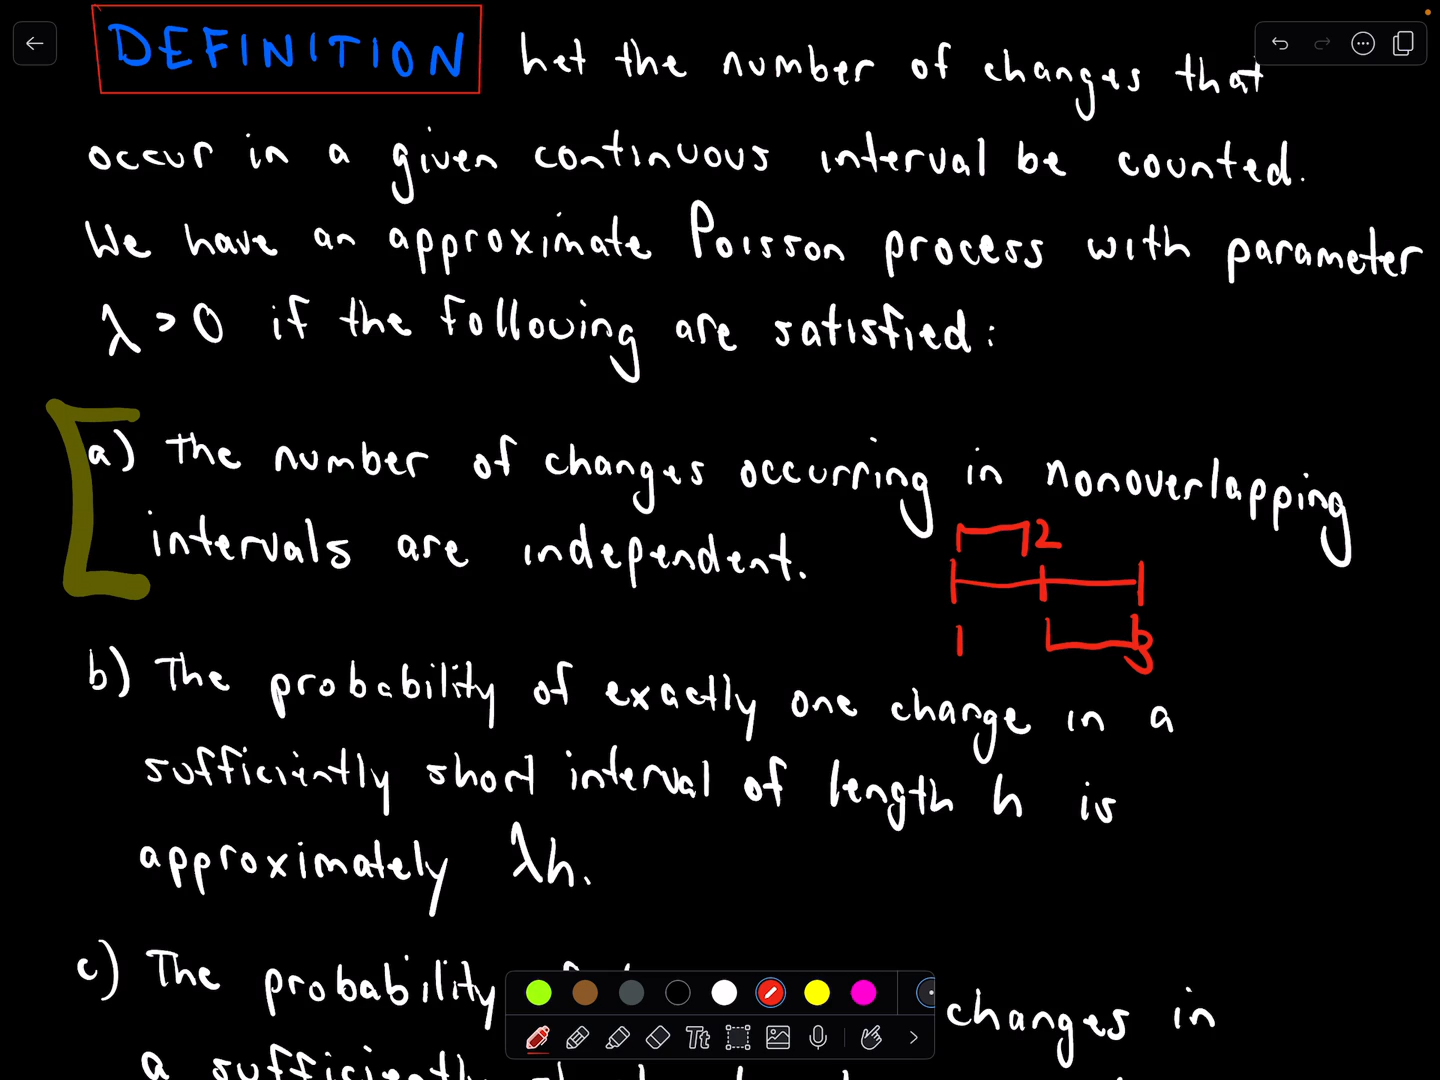 DEFINITION Let the number of changes that
occur in a given continuous interval be counted.
We have an approximate Poisson process with parameter
λ > 0 if the following are satisfied:
a) The number of changes occurring in nonoverlapping
intervals are independent.
2
1 3
b) The probability of exactly one change in a
sufficiently short interval of length h is
approximately λh.
c) The probability changes in
a sufficiently
Tt